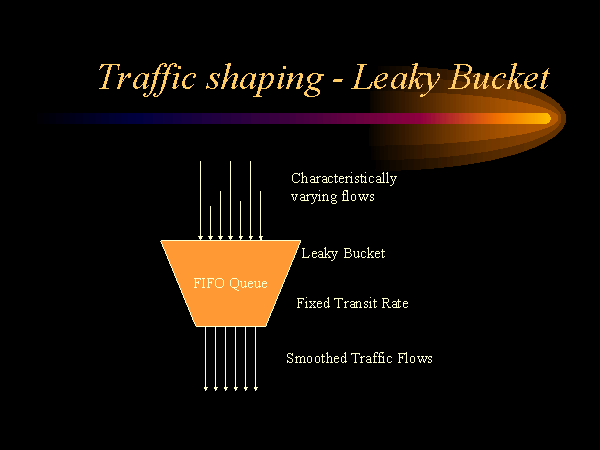 Traffic shaping - Leaky Bucket
Characteristically
varying flows
Leaky Bucket
FIFO Queue
Fixed Transit Rate
Smoothed Traffic Flows